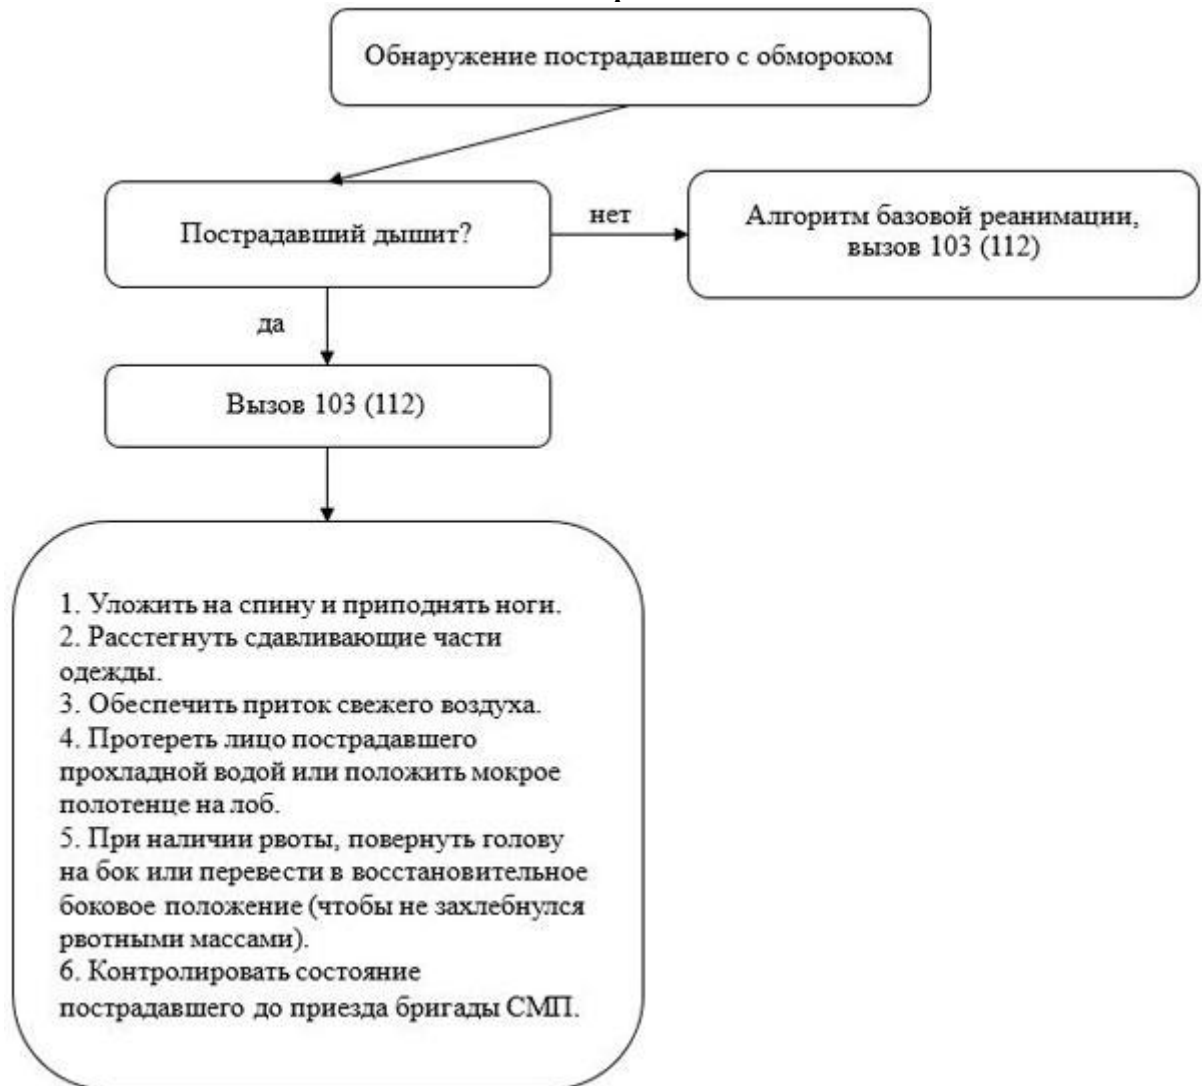 Обнаружение пострадавшего с обмороком
Пострадавший дышит?
нет
Алгоритм базовой реанимации,
вызов 103 (112)
да
Вызов 103 (112)
1. Уложить на спину и приподнять ноги.
2. Расстегнуть сдавливающие части
одежды.
3. Обеспечить приток свежего воздуха.
4. Протереть лицо пострадавшего
прохладной водой или положить мокрое
полотенце на лоб.
5. При наличии рвоты, повернуть голову
на бок или перевести в восстановительное
боковое положение (чтобы не захлебнулся
рвотными массами).
6. Контролировать состояние
пострадавшего до приезда бригады СМП.